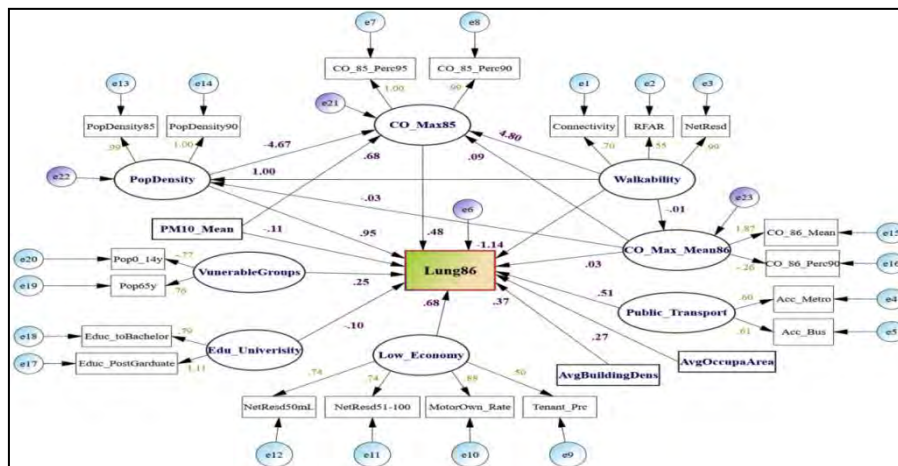 e7
e8
CO_85_Perc95
CO_85_Perc90
1.00
.99
e13
e14
e21
e1
e2
e3
PopDensity85
PopDensity90
CO_Max85
Connectivity
RFAR
NetResd
.99
1.00
-4.67
.68
4.80
.09
.70
.55
.99
e22
PopDensity
1.00
Walkability
-.03
-.01
e23
PM10_Mean
-.11
.95
.48
e6
-1.14
CO_Max_Mean86
1.87
CO_86_Mean
e15
-.26
CO_86_Perc90
e16
e20
Pop0_14y
-.77
VunerableGroups
.25
Lung86
.03
e19
Pop65y
.76
.68
.37
.51
Public_Transport
.60
Acc_Metro
e4
e18
Educ_toBachelor
-.79
-.10
.27
.61
Acc_Bus
e5
Edu_Univerisity
Low_Economy
AvgOccupaArea
e17
Educ_PostGarduate
1.11
AvgBuildingDens
.74
.74
.88
.50
NetResd50mL
NetResd51-100
MotorOwn_Rate
Tenant_Prc
e12
e11
e10
e9